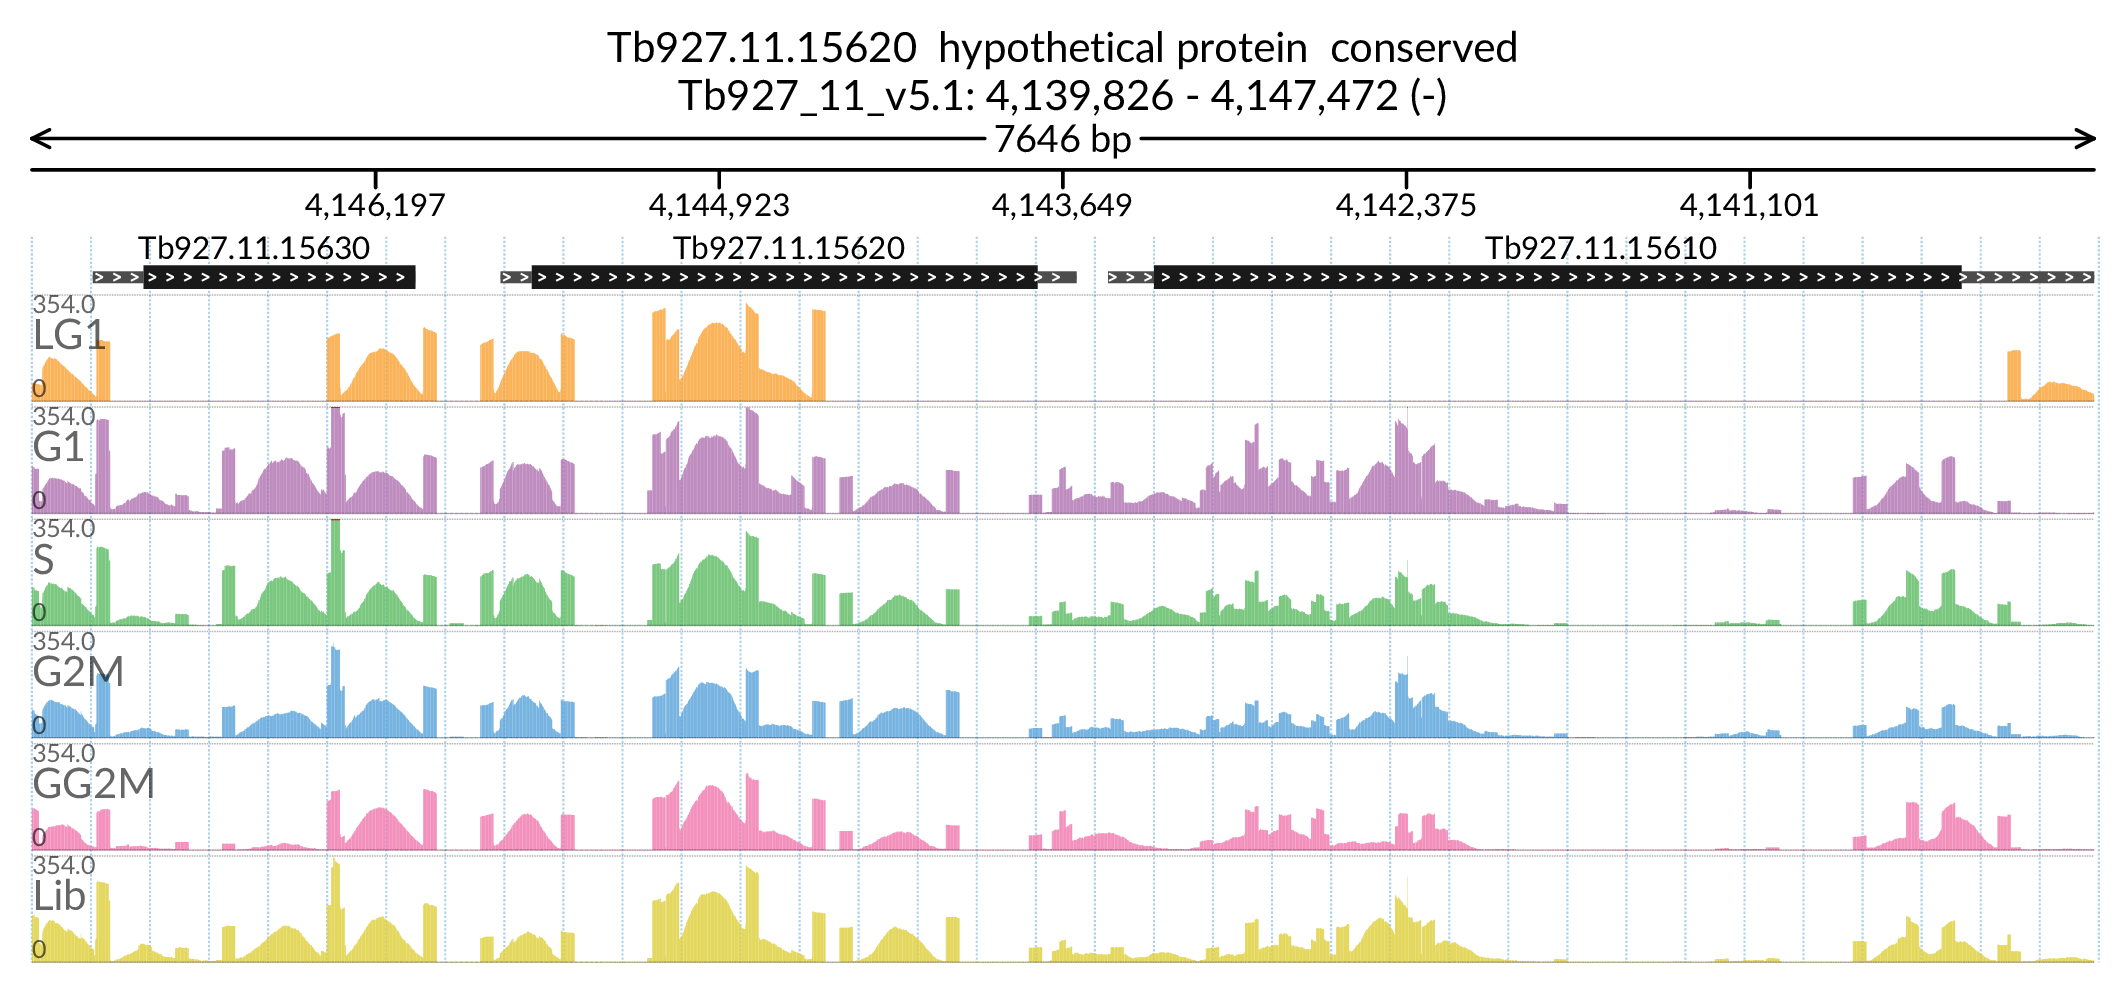 Tb927.11.15620  hypothetical protein  conserved
Tb927_11_v5.1: 4,139,826 - 4,147,472 (-)
7646 bp
4,146,197 4,144,923 4,143,649 4,142,375 4,141,101
Tb927.11.15630 Tb927.11.15620 Tb927.11.15610
354.0
LG1
0
354.0
G1
0
354.0
S
0
354.0
G2M
0
354.0
GG2M
0
354.0
Lib
0